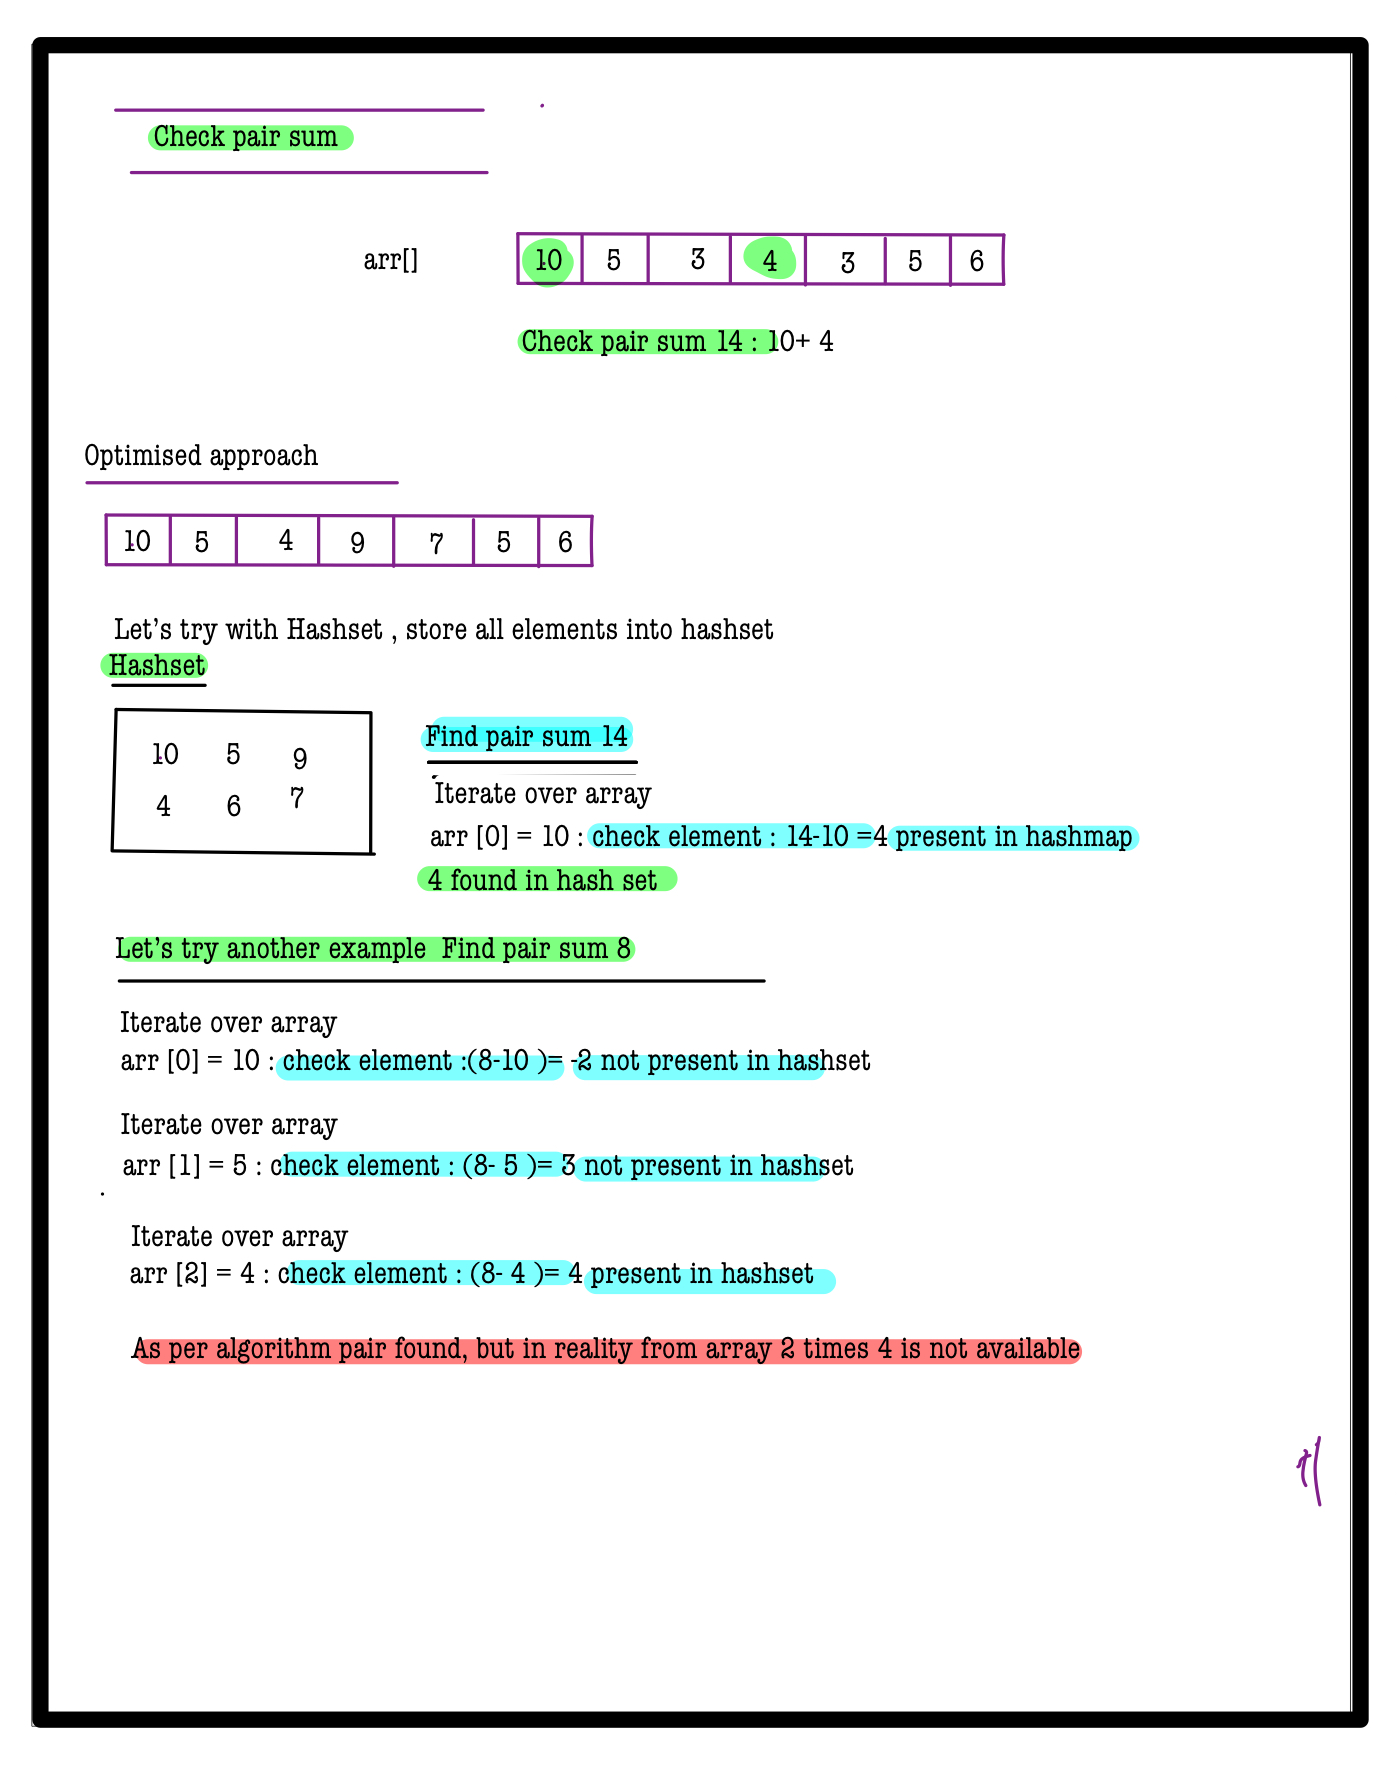 Check pair sum
arr[] 10 5 3 4 3 5 6
Check pair sum 14 : 10+ 4
Optimised approach
10 5 4 9 7 5 6
Let's try with Hashset , store all elements into hashset
Hashset
10 5 9
4 6 7
Find pair sum 14
Iterate over array
arr [0] = 10 : check element : 14-10 =4 present in hashmap
4 found in hash set
Let's try another example Find pair sum 8
Iterate over array
arr [0] = 10 : check element :(8-10 )= -2 not present in hashset
Iterate over array
arr [1] = 5 : check element : (8- 5 )= 3 not present in hashset
Iterate over array
arr [2] = 4 : check element : (8- 4 )= 4 present in hashset
As per algorithm pair found, but in reality from array 2 times 4 is not available